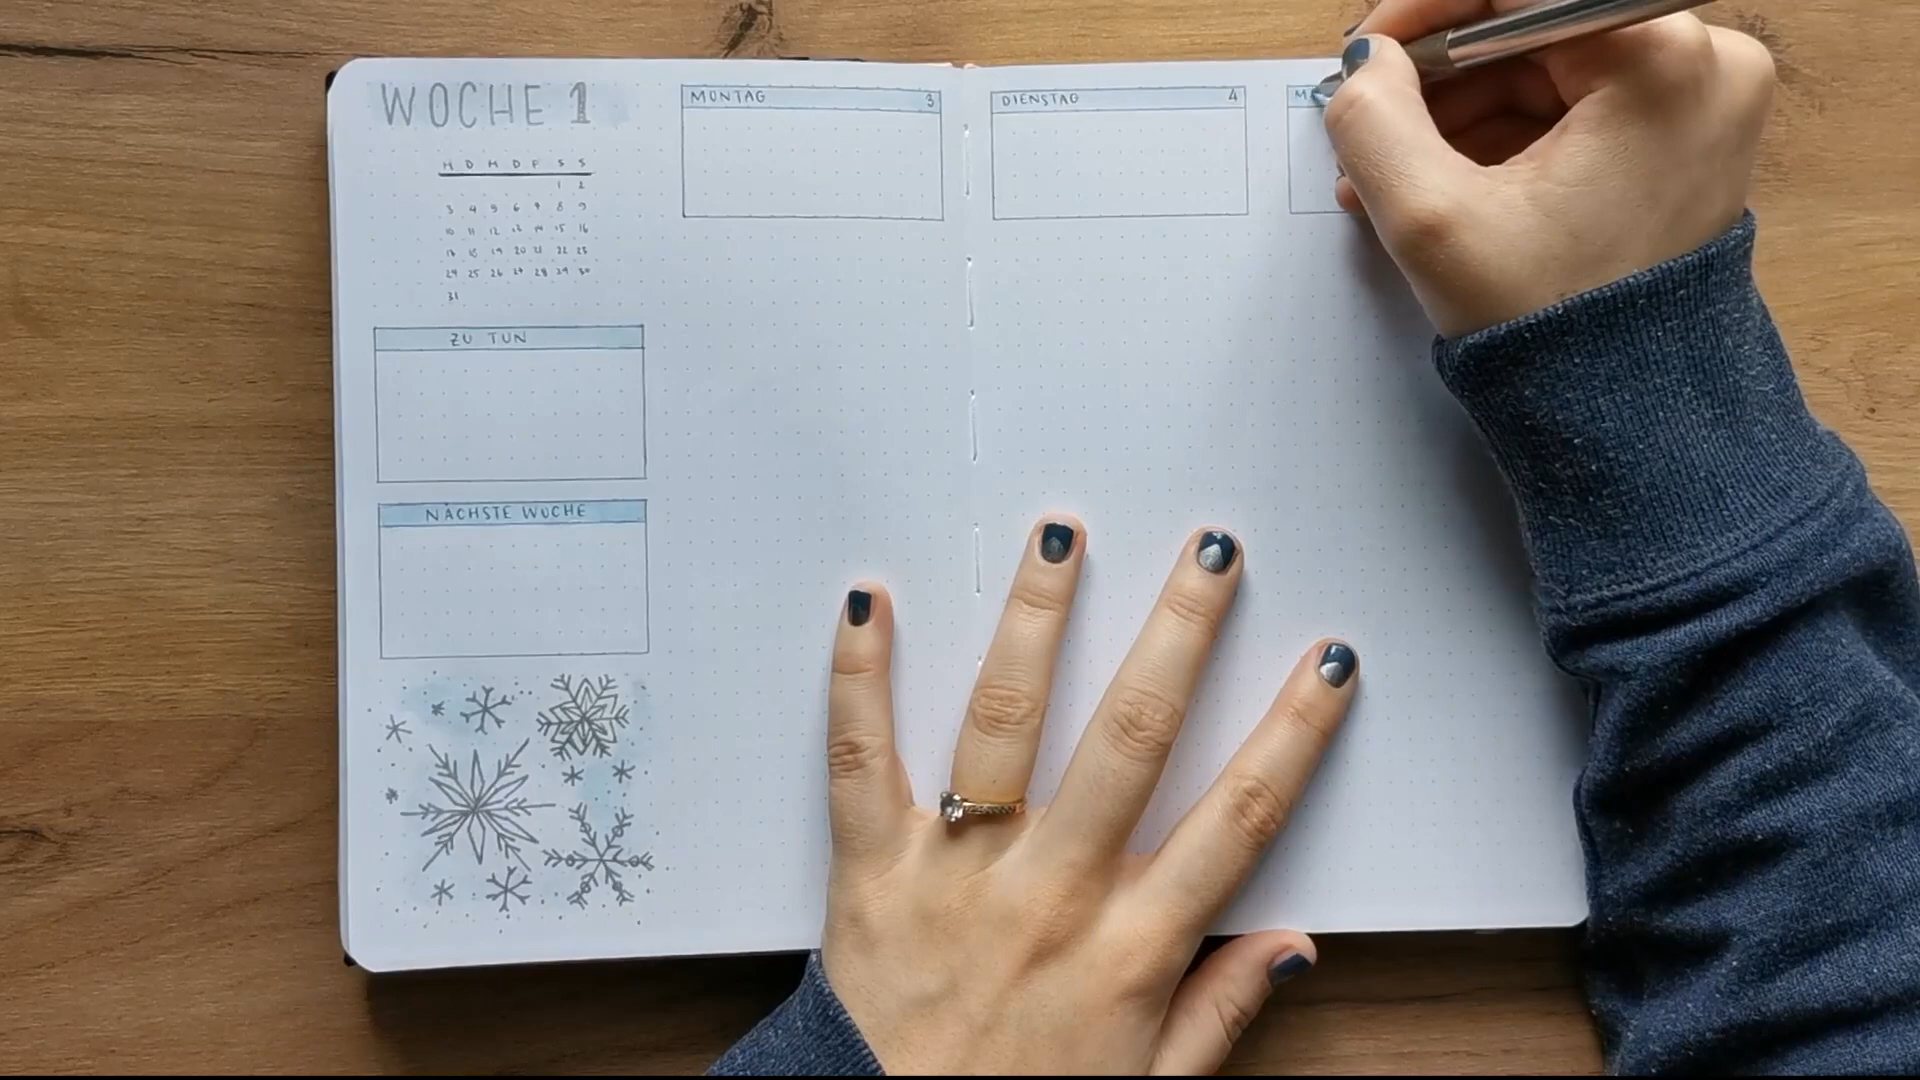 WOCHE 1
M D M D F S S
1 2
3 4 5 6 7 8 9
10 11 12 13 14 15 16
17 18 19 20 21 22 23
24 25 26 27 28 29 30
31
ZU TUN
NÄCHSTE WOCHE
MONTAG 3
DIENSTAG 4
M